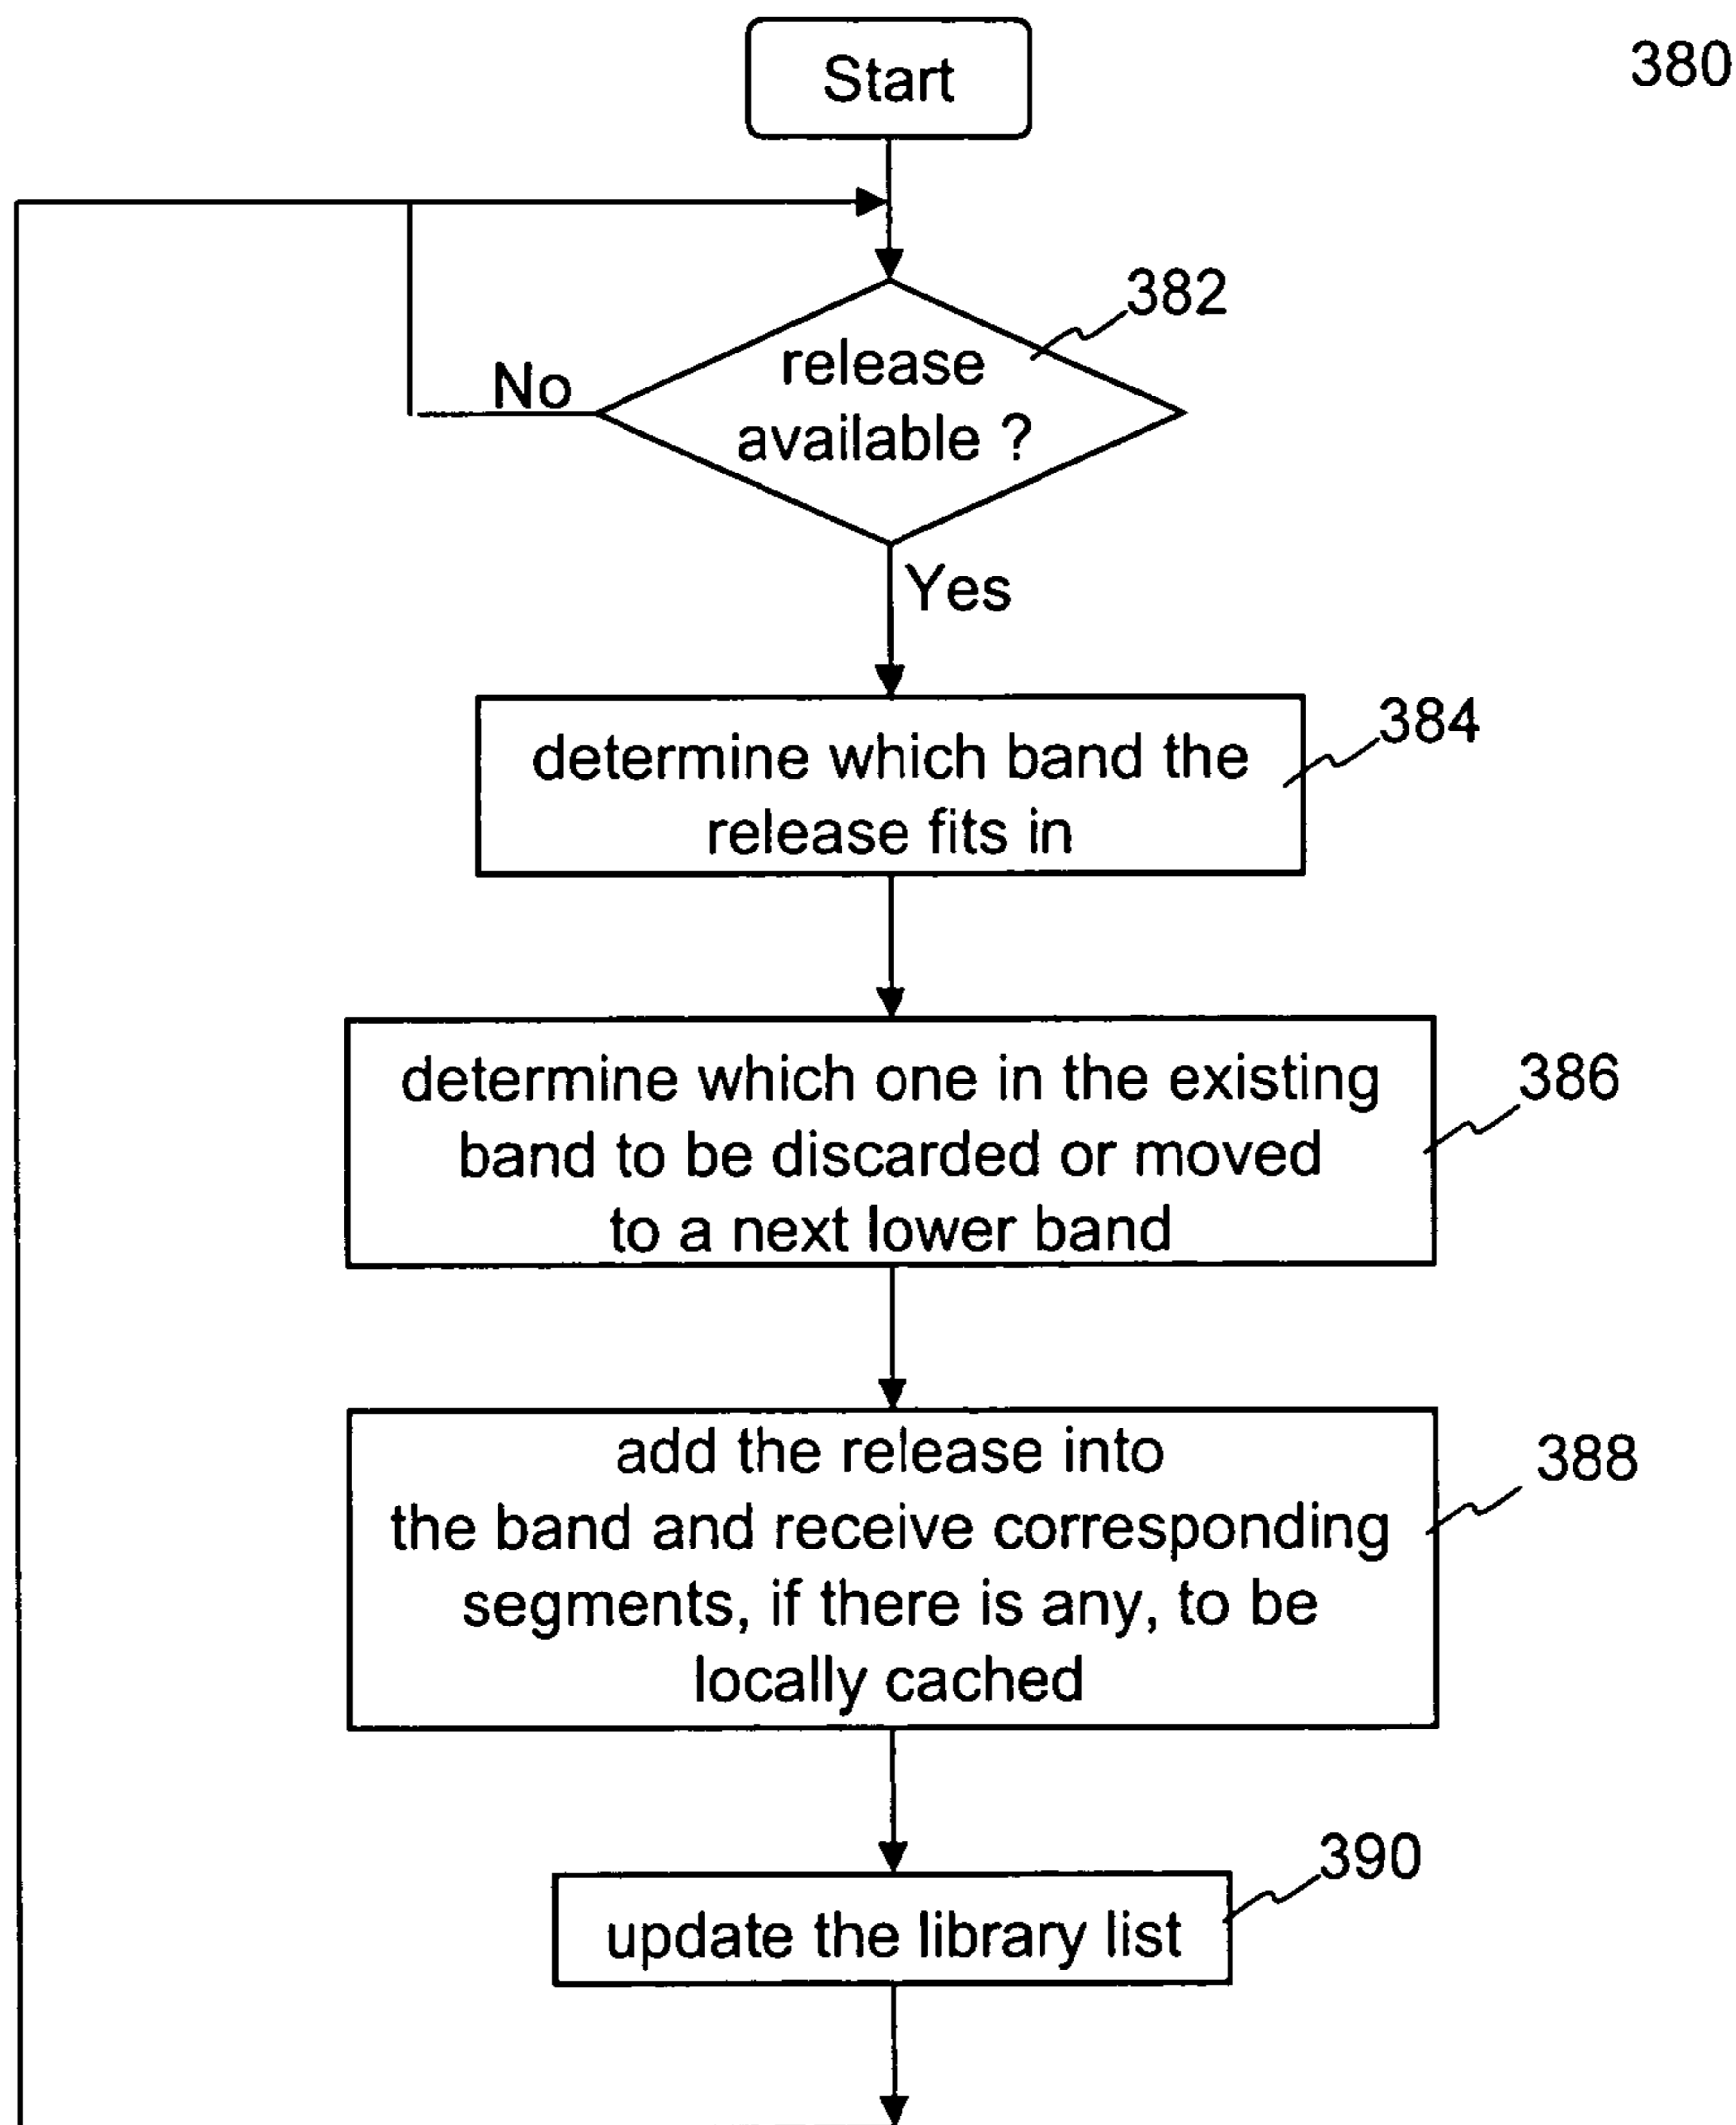 Start
380
382
release
available ?
No
Yes
384
determine which band the
release fits in
386
determine which one in the existing
band to be discarded or moved
to a next lower band
388
add the release into
the band and receive corresponding
segments, if there is any, to be
locally cached
390
update the library list